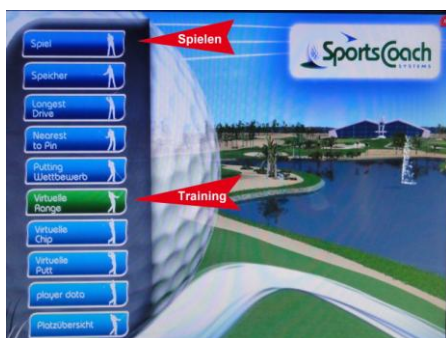 Spiel
Spielen
SportsCoach
SYSTEMS
Speicher
Longest
Drive
Nearest
to Pin
Putting
Wettbewerb
Virtuelle
Range
Training
Virtuelle
Chip
Virtuelle
Putt
player data
Platzübersicht